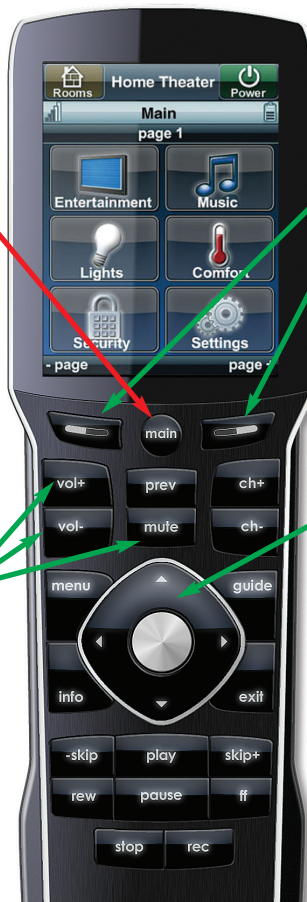 Rooms Home Theater Power
Main
page 1
Entertainment Music
Lights Comfort
Security Settings
- page page +
main
vol+ prev ch+
vol- mute ch-
menu guide
info exit
-skip play skip+
rew pause ff
stop rec